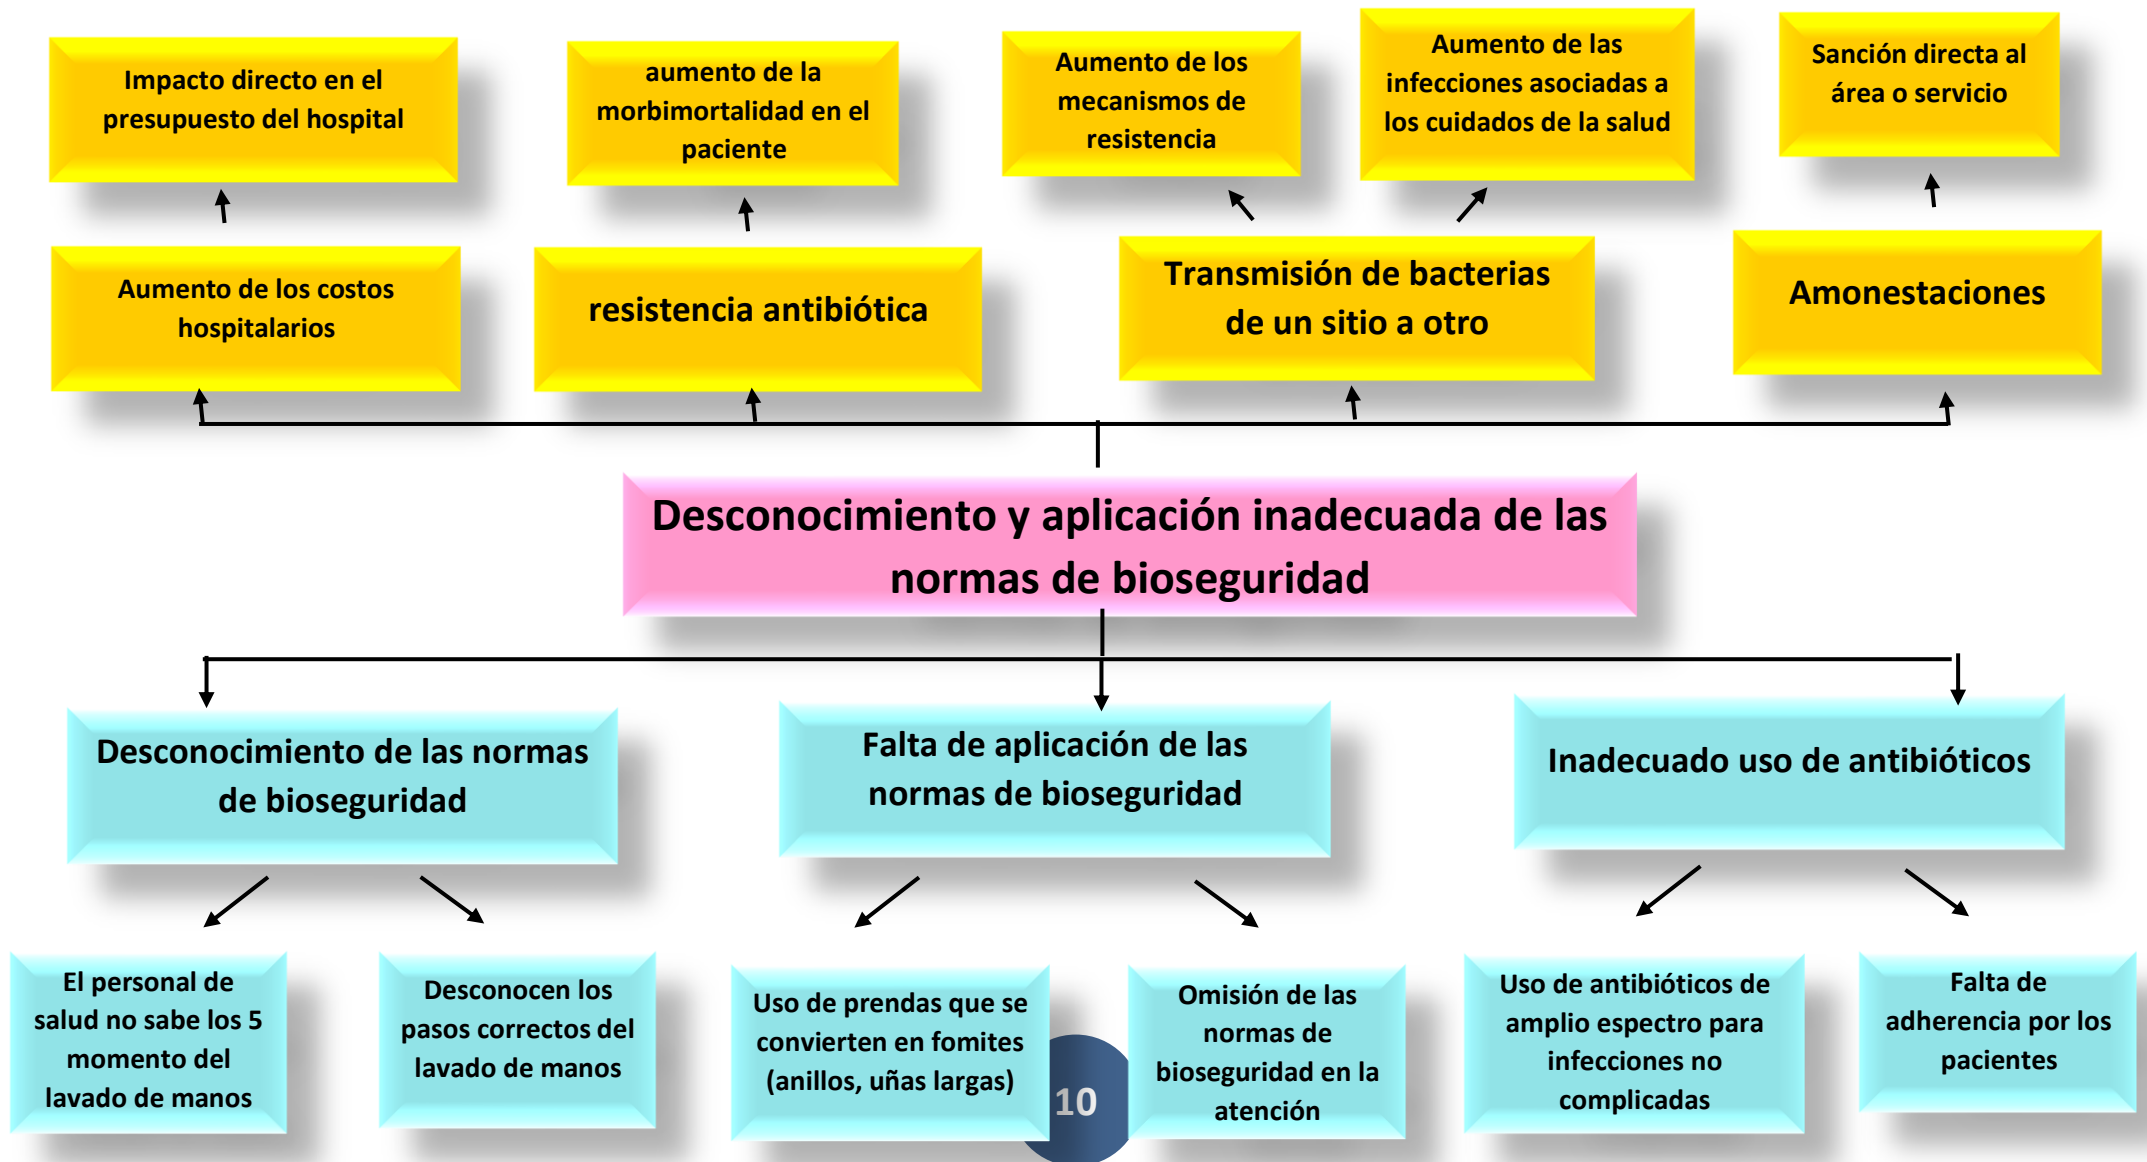 Impacto directo en el
presupuesto del hospital
aumento de la
morbimortalidad en el
paciente
Aumento de los
mecanismos de
resistencia
Aumento de las
infecciones asociadas a
los cuidados de la salud
Sanción directa al
área o servicio
Aumento de los costos
hospitalarios
resistencia antibiótica
Transmisión de bacterias
de un sitio a otro
Amonestaciones
Desconocimiento y aplicación inadecuada de las
normas de bioseguridad
Desconocimiento de las normas
de bioseguridad
Falta de aplicación de las
normas de bioseguridad
Inadecuado uso de antibióticos
El personal de
salud no sabe los 5
momento del
lavado de manos
Desconocen los
pasos correctos del
lavado de manos
Uso de prendas que se
convierten en fomites
(anillos, uñas largas)
10
Omisión de las
normas de
bioseguridad en la
atención
Uso de antibióticos de
amplio espectro para
infecciones no
complicadas
Falta de
adherencia por los
pacientes